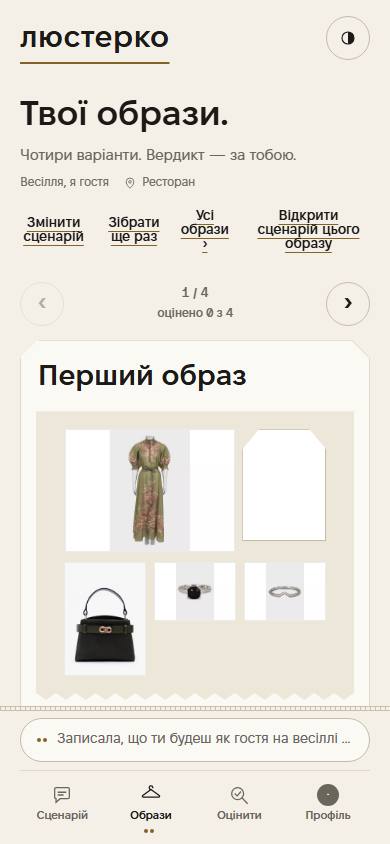 люстерко
Твої образи.
Чотири варіанти. Вердикт — за тобою.
Весілля, я гостя Ресторан
Змінити сценарій
Зібрати ще раз
Усі образи ›
Відкрити сценарій цього образу
‹ 1 / 4 ›
оцінено 0 з 4
Перший образ
Записала, що ти будеш як гостя на весіллі ...
Сценарій Образи Оцінити Профіль